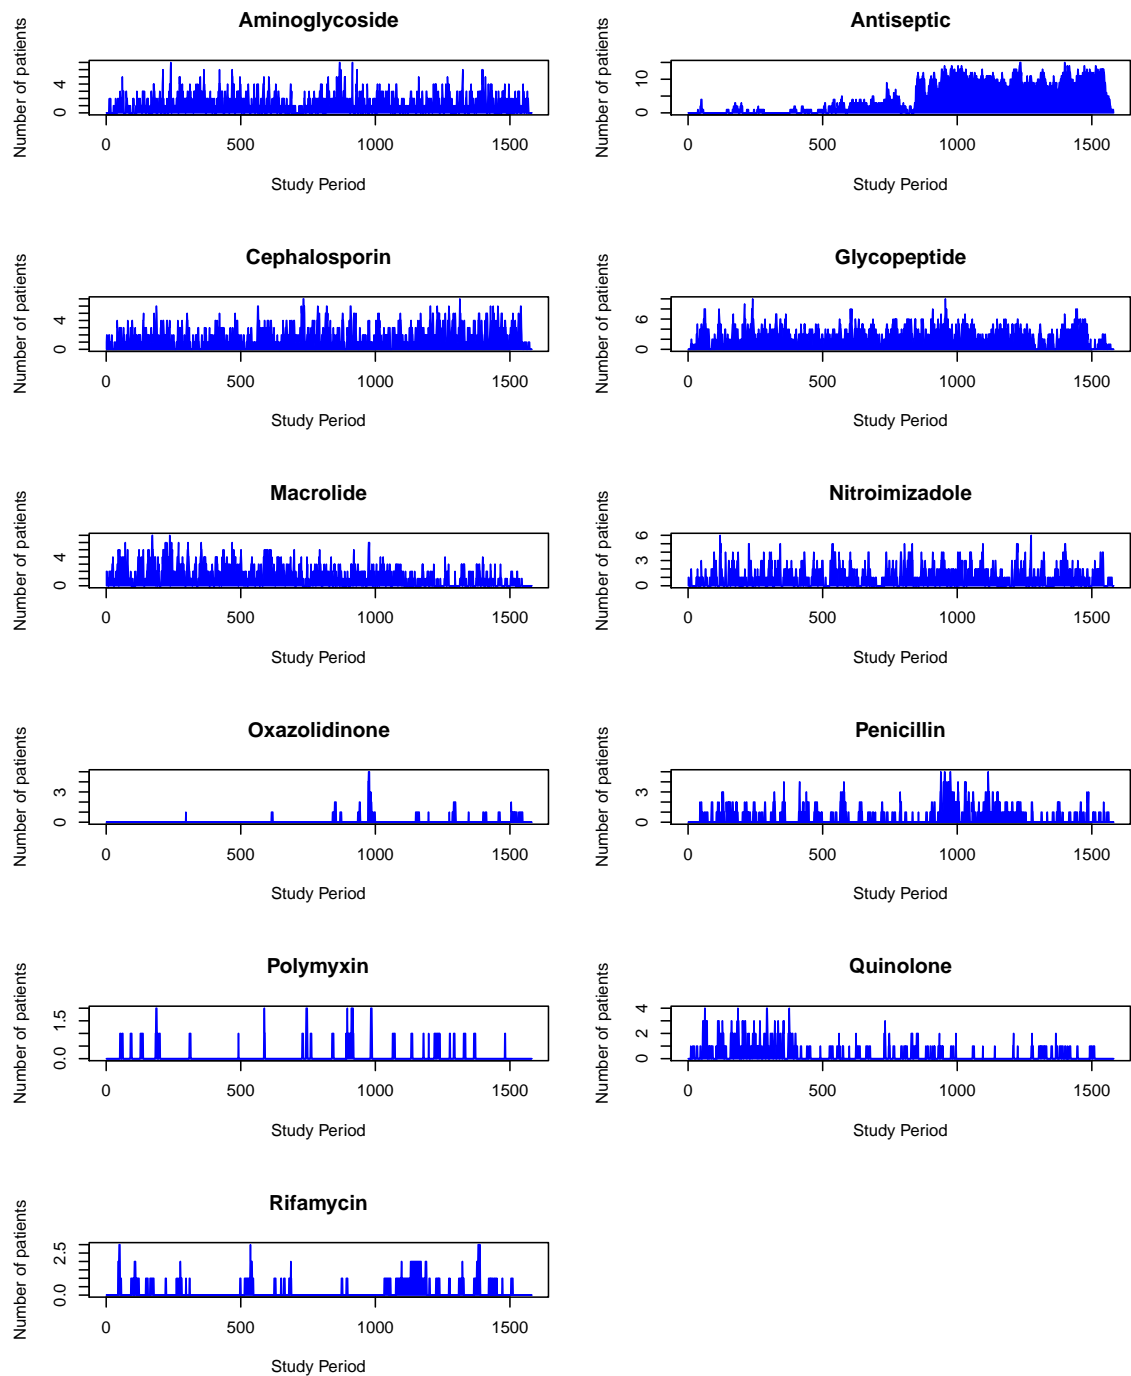 Aminoglycoside
Number of patients
0 4
0 500 1000 1500
Study Period
Antiseptic
Number of patients
0 10
0 500 1000 1500
Study Period
Cephalosporin
Number of patients
0 4
0 500 1000 1500
Study Period
Glycopeptide
Number of patients
0 6
0 500 1000 1500
Study Period
Macrolide
Number of patients
0 4
0 500 1000 1500
Study Period
Nitroimizadole
Number of patients
0 3 6
0 500 1000 1500
Study Period
Oxazolidinone
Number of patients
0 3
0 500 1000 1500
Study Period
Penicillin
Number of patients
0 3
0 500 1000 1500
Study Period
Polymyxin
Number of patients
0.0 1.5
0 500 1000 1500
Study Period
Quinolone
Number of patients
0 2 4
0 500 1000 1500
Study Period
Rifamycin
Number of patients
0.0 2.5
0 500 1000 1500
Study Period